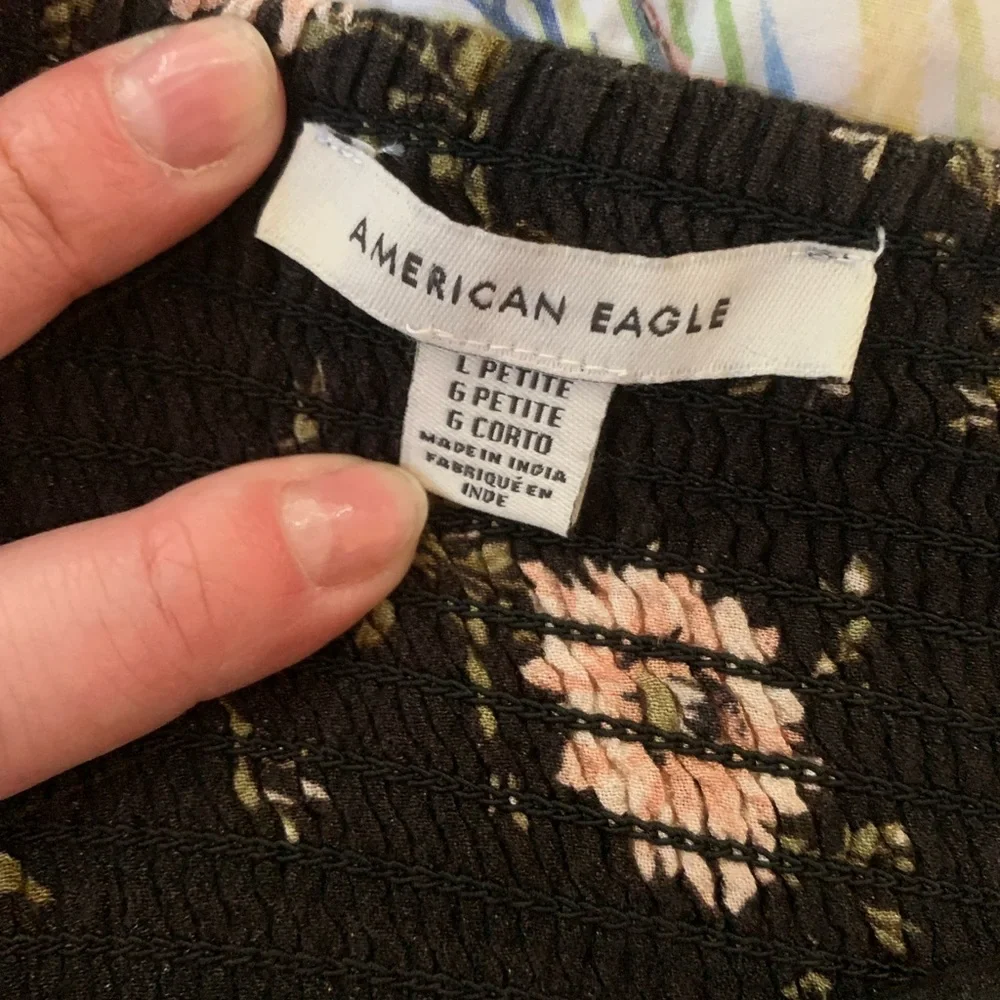 AMERICAN EAGLE
L PETITE
G PETITE
G CORTO
MADE IN INDIA
FABRIQUÉ EN
INDE